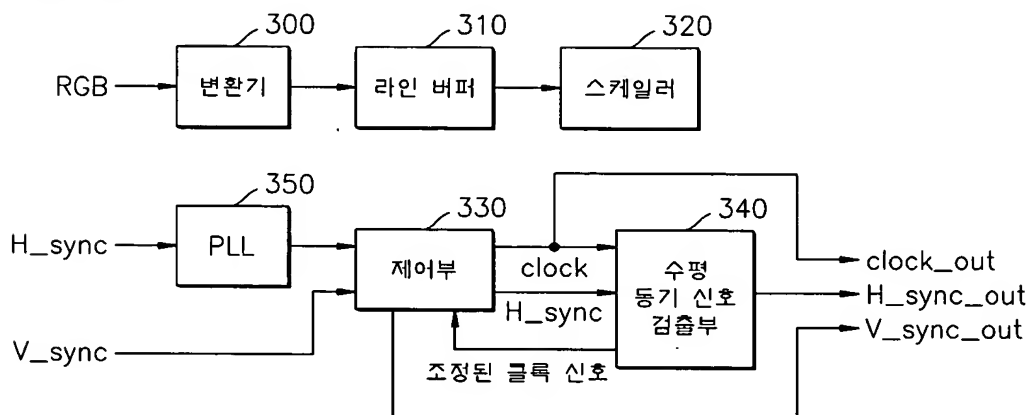 300
310
320
RGB
변환기
라인 버퍼
스케일러
350
330
340
H_sync
PLL
제어부
clock
수평
동기 신호
검출부
clock_out
H_sync
H_sync_out
V_sync
V_sync_out
조정된 클록 신호